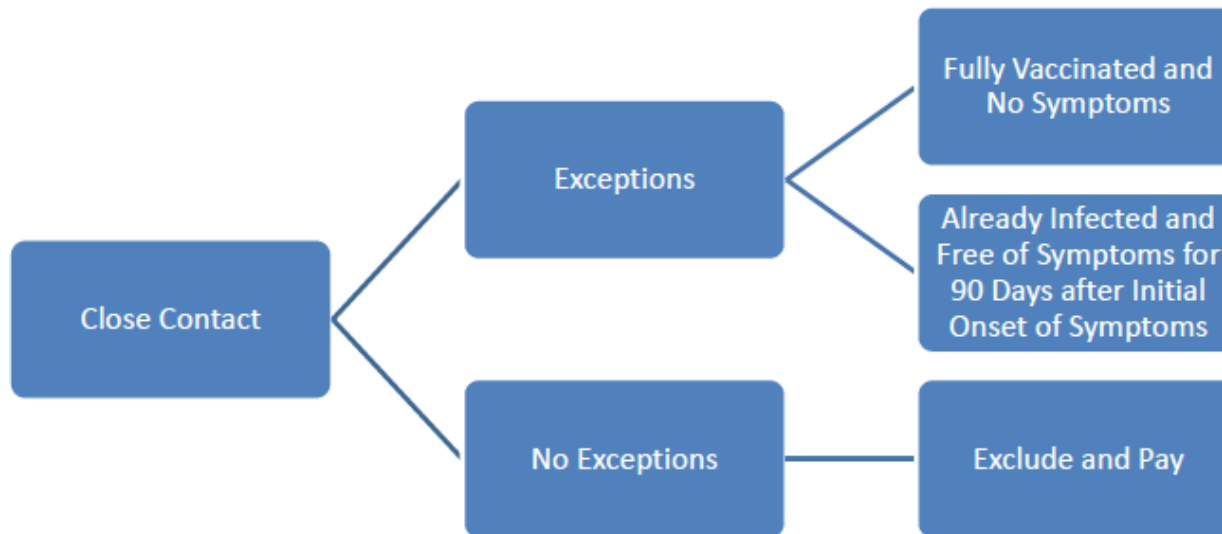 Close Contact
Exceptions
Fully Vaccinated and
No Symptoms
Already Infected and
Free of Symptoms for
90 Days after Initial
Onset of Symptoms
No Exceptions
Exclude and Pay